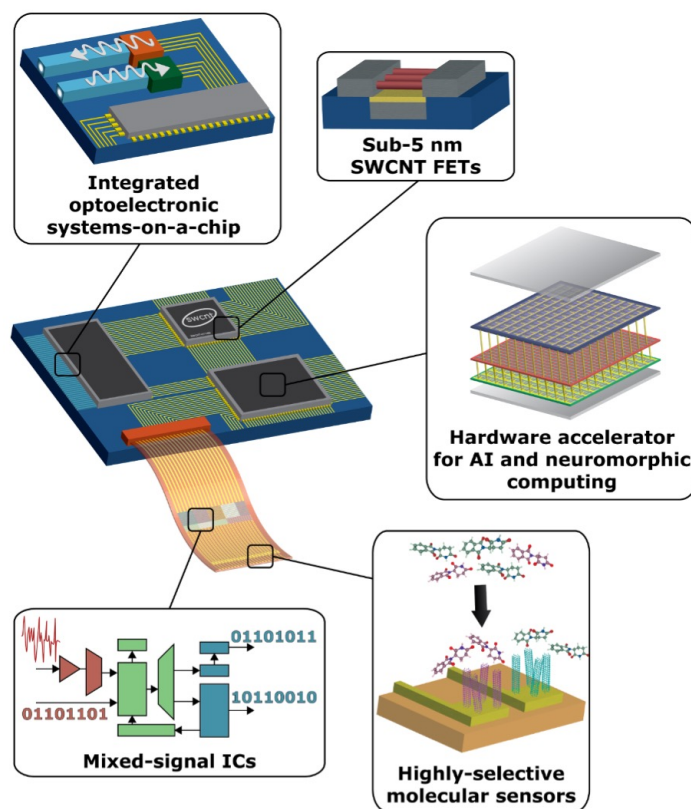 Integrated
optoelectronic
systems-on-a-chip
Sub-5 nm
SWCNT FETs
swcnt
Hardware accelerator
for AI and neuromorphic
computing
01101011
01101101
10110010
Mixed-signal ICs
Highly-selective
molecular sensors